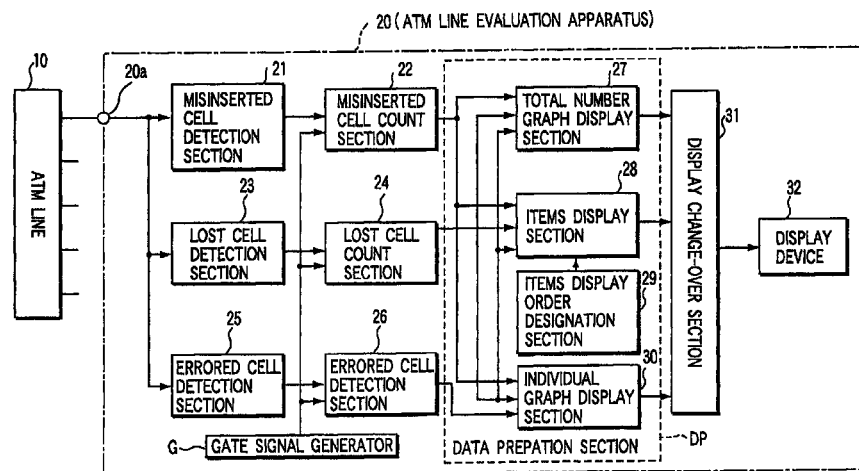 20 (ATM LINE EVALUATION APPARATUS)
10
20a
21
22
27
ATM LINE
MISINSERTED
CELL
DETECTION
SECTION
MISINSERTED
CELL COUNT
SECTION
TOTAL NUMBER
GRAPH DISPLAY
SECTION
31
23
24
28
LOST CELL
DETECTION
SECTION
LOST CELL
COUNT
SECTION
ITEMS DISPLAY
SECTION
DISPLAY CHANGE-OVER SECTION
32
DISPLAY
DEVICE
ITEMS DISPLAY
ORDER
DESIGNATION
SECTION
29
25
26
30
ERRORED CELL
DETECTION
SECTION
ERRORED CELL
DETECTION
SECTION
INDIVIDUAL
GRAPH DISPLAY
SECTION
G
GATE SIGNAL GENERATOR
DATA PREPATION SECTION
DP